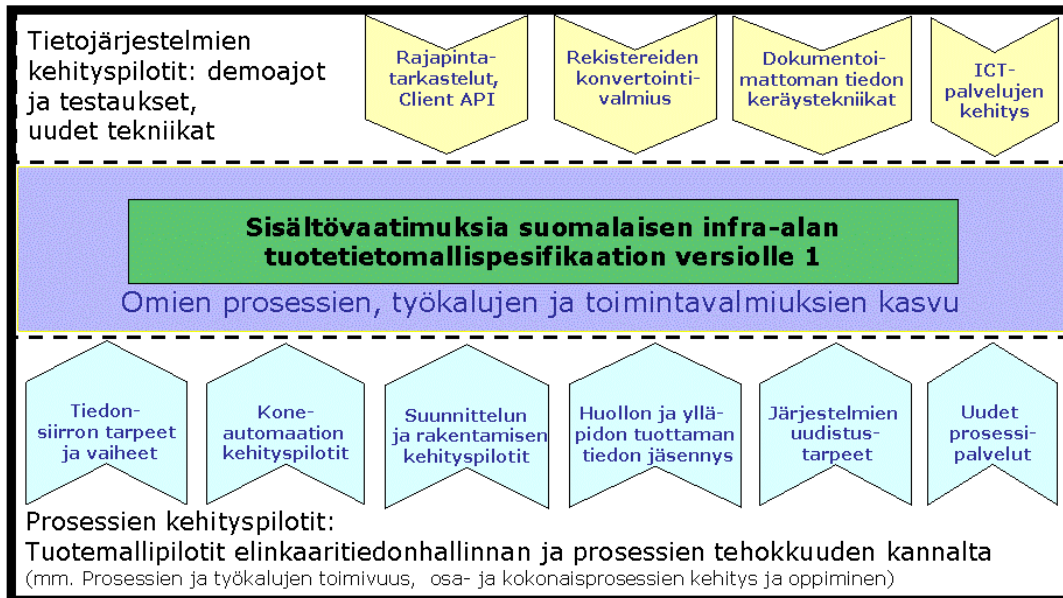 Tietojärjestelmien
kehityspilotit: demoajot
ja testaukset,
uudet tekniikat
Rajapinta-
tarkastelut,
Client API
Rekistereiden
konvertointi-
valmius
Dokumentoi-
mattoman tiedon
keräystekniikat
ICT-
palvelujen
kehitys
Sisältövaatimuksia suomalaisen infra-alan
tuotetietomallispesifikaation versiolle 1
Omien prosessien, työkalujen ja toimintavalmiuksien kasvu
Tiedon-
siirron tarpeet
ja vaiheet
Kone-
automaation
kehityspilotit
Suunnittelun
ja rakentamisen
kehityspilotit
Huollon ja yllä-
pidon tuottaman
tiedon jäsennys
Järjestelmien
uudistus-
tarpeet
Uudet
prosessi-
palvelut
Prosessien kehityspilotit:
Tuotemallipilotit elinkaaritiedonhallinnan ja prosessien tehokkuuden kannalta
(mm. Prosessien ja työkalujen toimivuus, osa- ja kokonaisprosessien kehitys ja oppiminen)